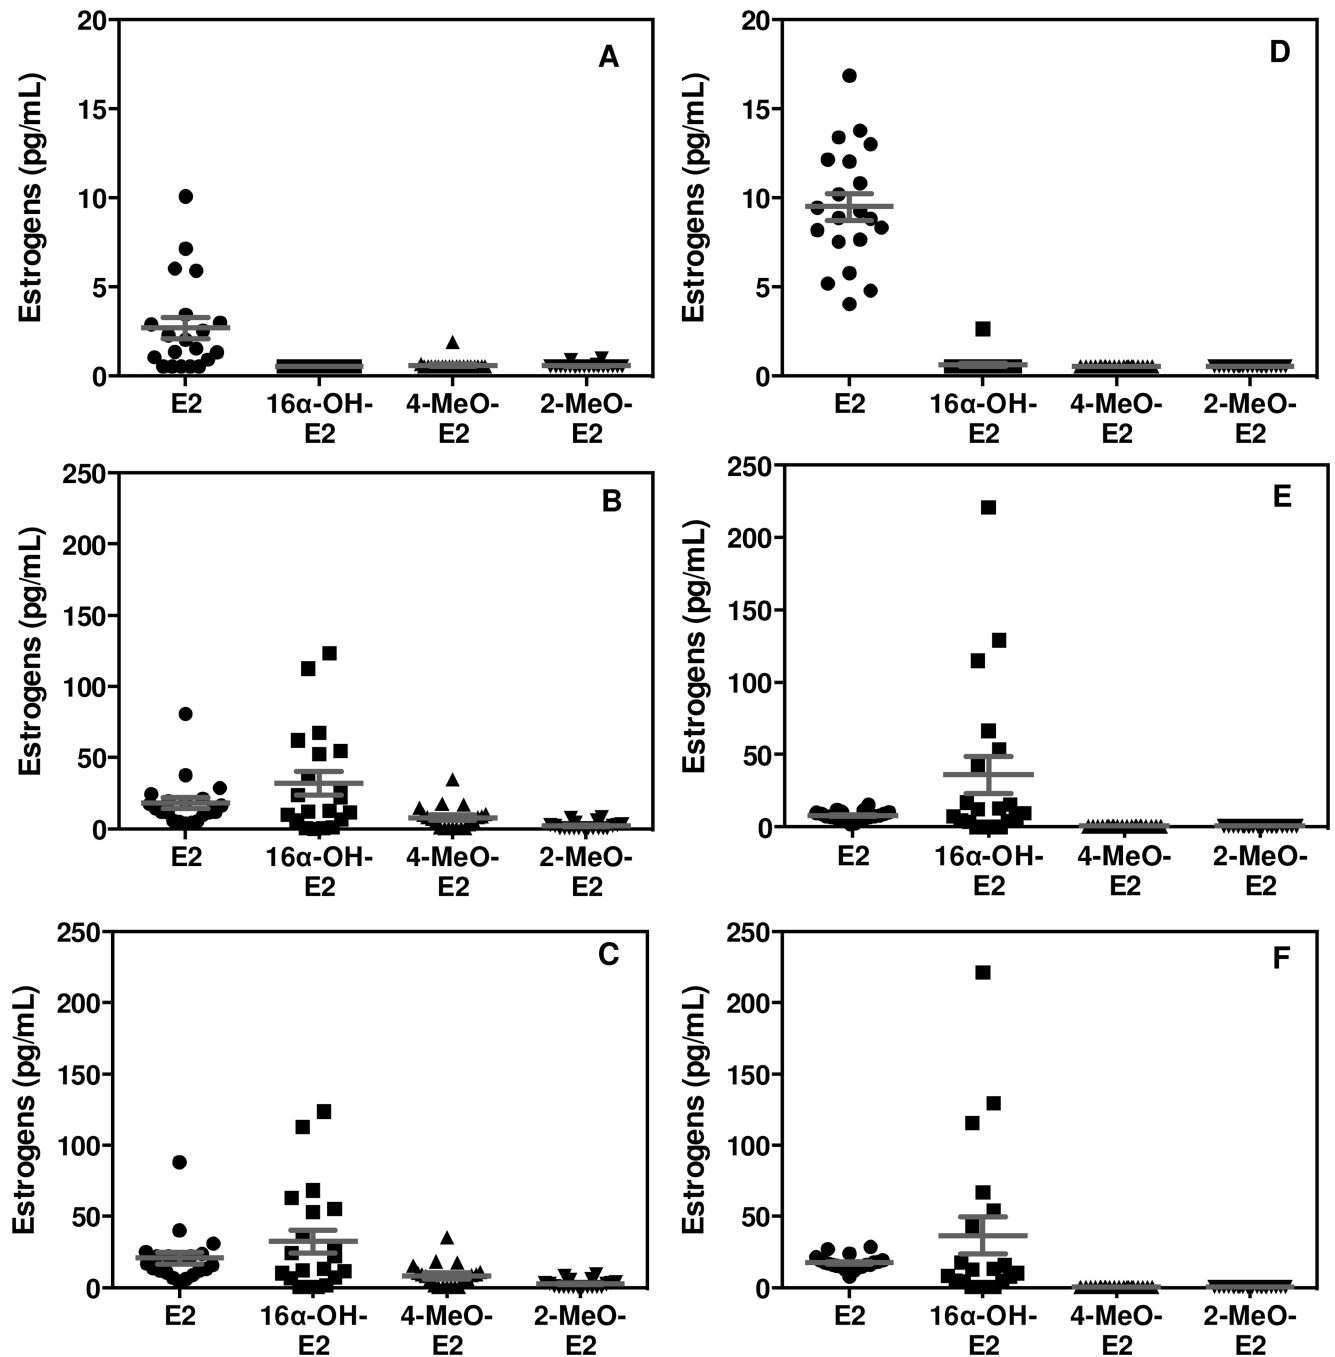 A
Estrogens (pg/mL)
20
15
10
5
0
E2 16α-OH- 4-MeO- 2-MeO-
E2 E2 E2
D
Estrogens (pg/mL)
20
15
10
5
0
E2 16α-OH- 4-MeO- 2-MeO-
E2 E2 E2
B
Estrogens (pg/mL)
250
200
150
100
50
0
E2 16α-OH- 4-MeO- 2-MeO-
E2 E2 E2
E
Estrogens (pg/mL)
250
200
150
100
50
0
E2 16α-OH- 4-MeO- 2-MeO-
E2 E2 E2
C
Estrogens (pg/mL)
250
200
150
100
50
0
E2 16α-OH- 4-MeO- 2-MeO-
E2 E2 E2
F
Estrogens (pg/mL)
250
200
150
100
50
0
E2 16α-OH- 4-MeO- 2-MeO-
E2 E2 E2